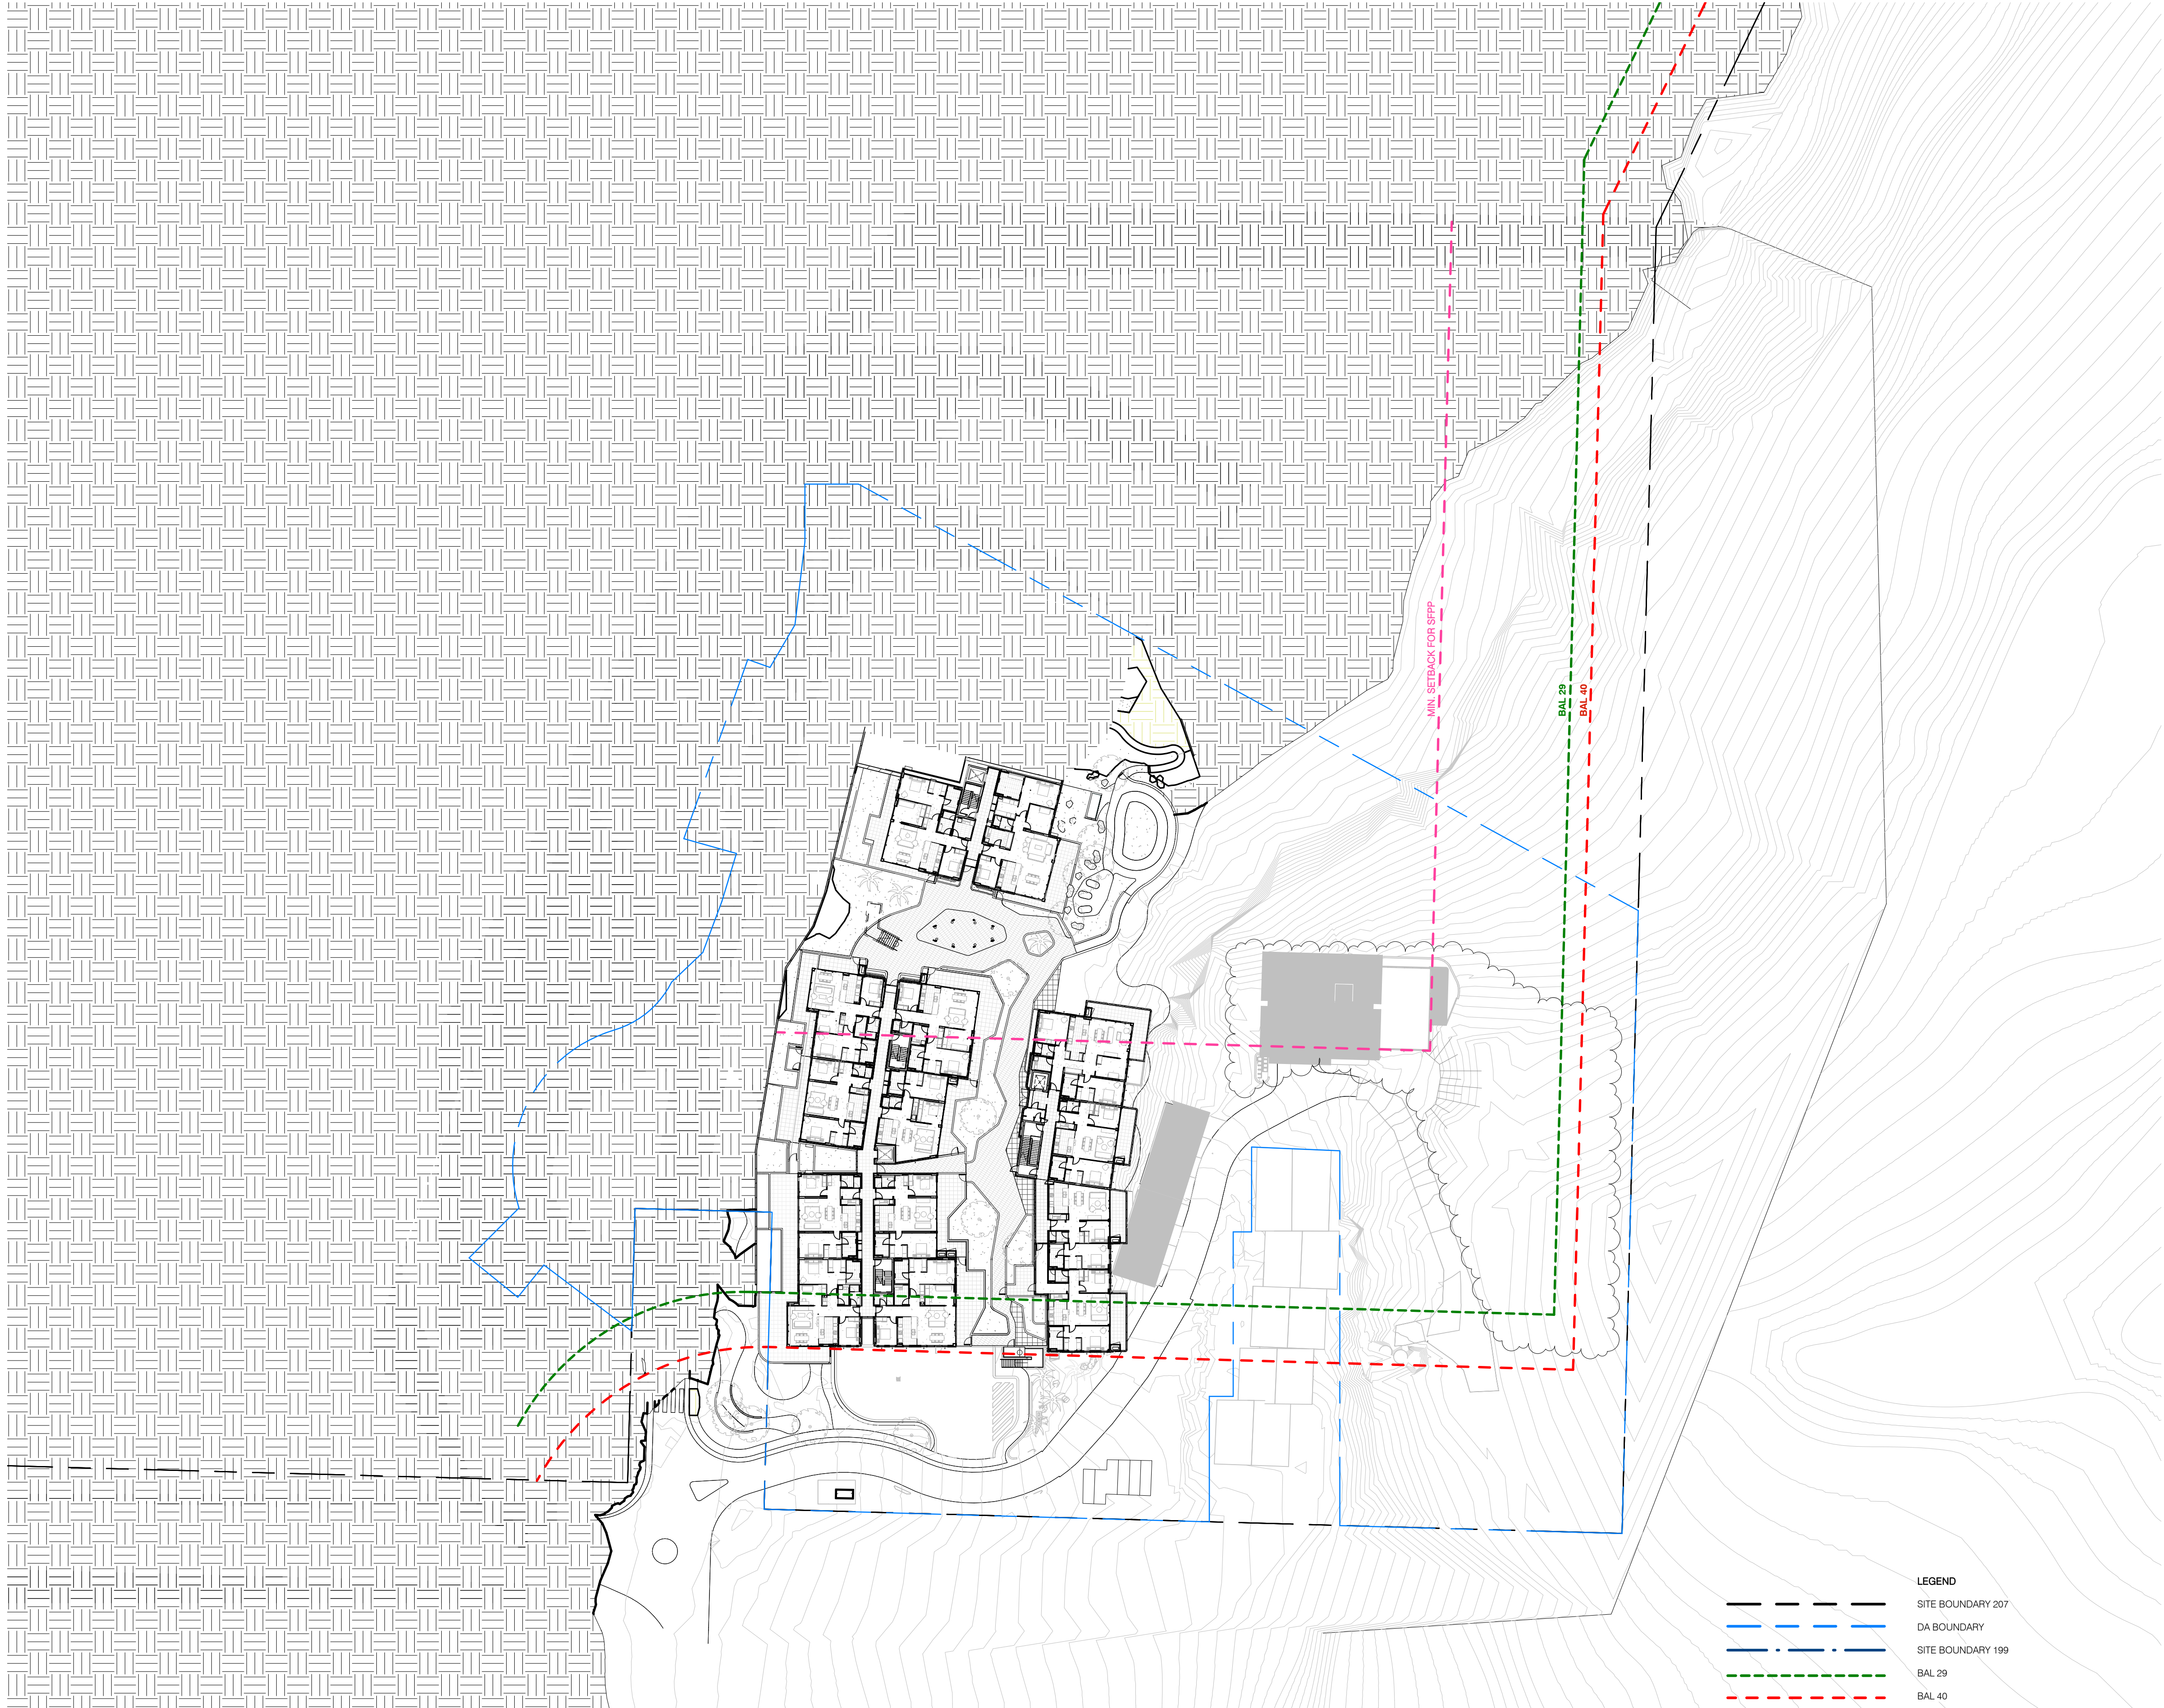 MIN. SETBACK FOR SFPP
BAL 29
BAL 40
LEGEND
SITE BOUNDARY 207
DA BOUNDARY
SITE BOUNDARY 199
BAL 29
BAL 40